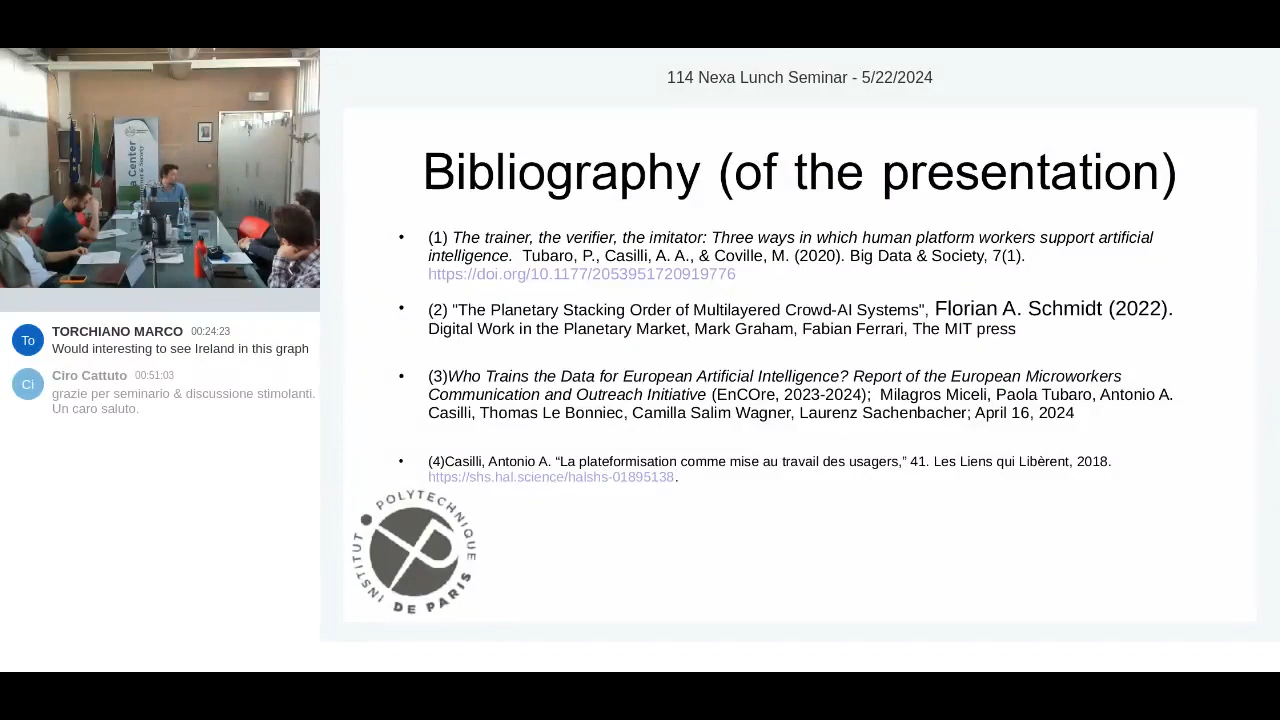 114 Nexa Lunch Seminar - 5/22/2024
Bibliography (of the presentation)
• (1) The trainer, the verifier, the imitator: Three ways in which human platform workers support artificial
intelligence. Tubaro, P., Casilli, A. A., & Coville, M. (2020). Big Data & Society, 7(1).
https://doi.org/10.1177/2053951720919776
• (2) "The Planetary Stacking Order of Multilayered Crowd-AI Systems", Florian A. Schmidt (2022).
Digital Work in the Planetary Market, Mark Graham, Fabian Ferrari, The MIT press
• (3)Who Trains the Data for European Artificial Intelligence? Report of the European Microworkers
Communication and Outreach Initiative (EnCOre, 2023-2024); Milagros Miceli, Paola Tubaro, Antonio A.
Casilli, Thomas Le Bonniec, Camilla Salim Wagner, Laurenz Sachenbacher; April 16, 2024
• (4)Casilli, Antonio A. “La plateformisation comme mise au travail des usagers,” 41. Les Liens qui Libèrent, 2018.
https://shs.hal.science/halshs-01895138.
INSTITUT POLYTECHNIQUE
DE PARIS
a Center
To TORCHIANO MARCO 00:24:23
Would interesting to see Ireland in this graph
Ci Ciro Cattuto 00:51:03
grazie per seminario & discussione stimolanti.
Un caro saluto.